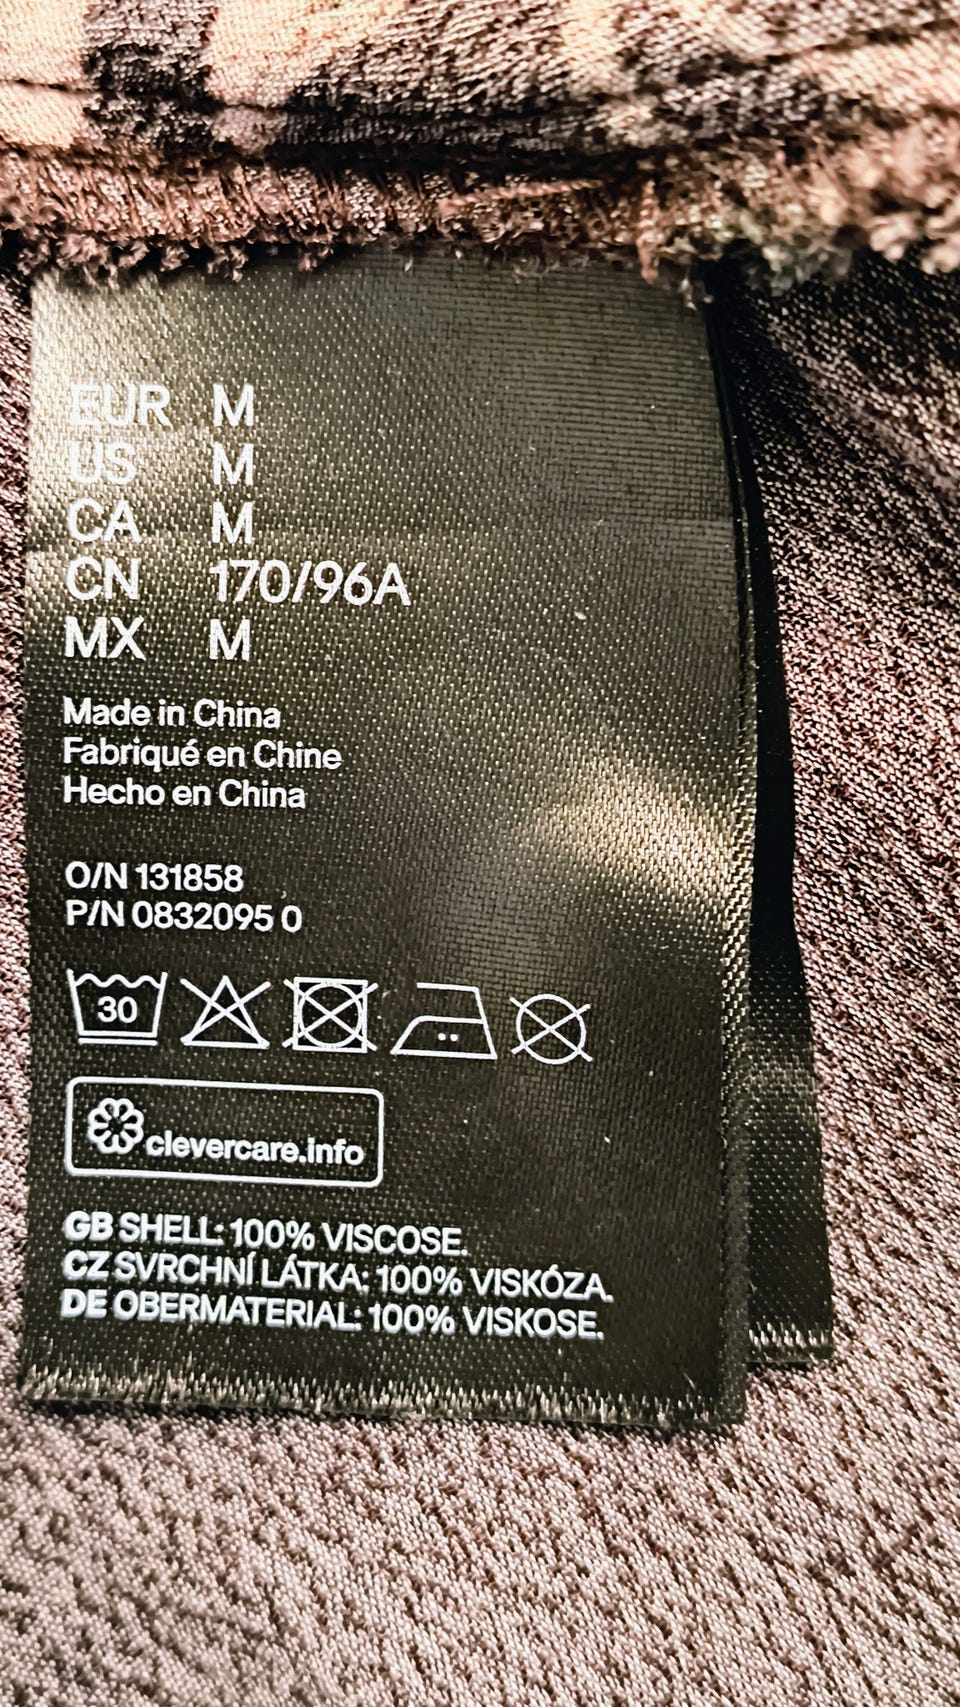 EUR M
US M
CA M
CN 170/96A
MX M
Made in China
Fabriqué en Chine
Hecho en China
O/N 131858
P/N 0832095 0
30
clevercare.info
GB SHELL: 100% VISCOSE.
CZ SVRCHNÍ LÁTKA: 100% VISKÓZA.
DE OBERMATERIAL: 100% VISKOSE.